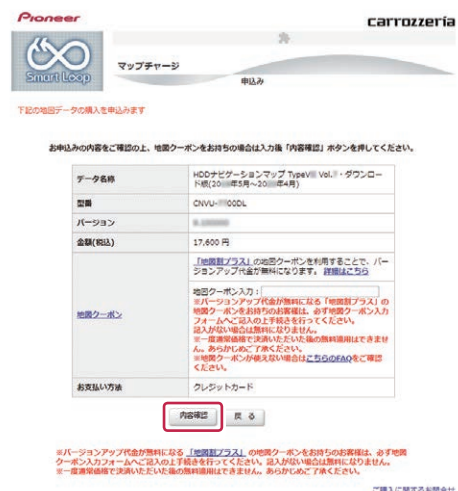 Pioneer
carrozzeria
Smart Loop
マップチャージ
申込み
下記の地図データの購入を申込みます
お申込みの内容をご確認の上、地図クーポンをお持ちの場合は入力後「内容確認」ボタンを押してください。
データ名称
HDDナビゲーションマップ Type Vol. ・ダウンロー
ド版(20 年5月~20 年4月)
型番
CNVU- 00DL
バージョン
金額(税込)
17,600 円
地図クーポン
「地図割プラス」の地図クーポンを利用することで、バー
ジョンアップ代金が無料になります。 詳細はこちら
地図クーポン入力：
※バージョンアップ代金が無料になる「地図割プラス」の
地図クーポンをお持ちのお客様は、必ず地図クーポン入力
フォームへご記入の上手続きを行ってください。
記入がない場合は無料になりません。
※一度通常価格で決済いただいた後の無料適用はできませ
ん。あらかじめご了承ください。
※地図クーポンが使えない場合はこちらのFAQをご確認
ください。
お支払い方法
クレジットカード
内容確認
戻 る
※バージョンアップ代金が無料になる「地図割プラス」の地図クーポンをお持ちのお客様は、必ず地図
クーポン入力フォームへご記入の上手続きを行ってください。記入がない場合は無料になりません。
※一度通常価格で決済いただいた後の無料適用はできません。あらかじめご了承ください。
ご購入に関するお問合せ